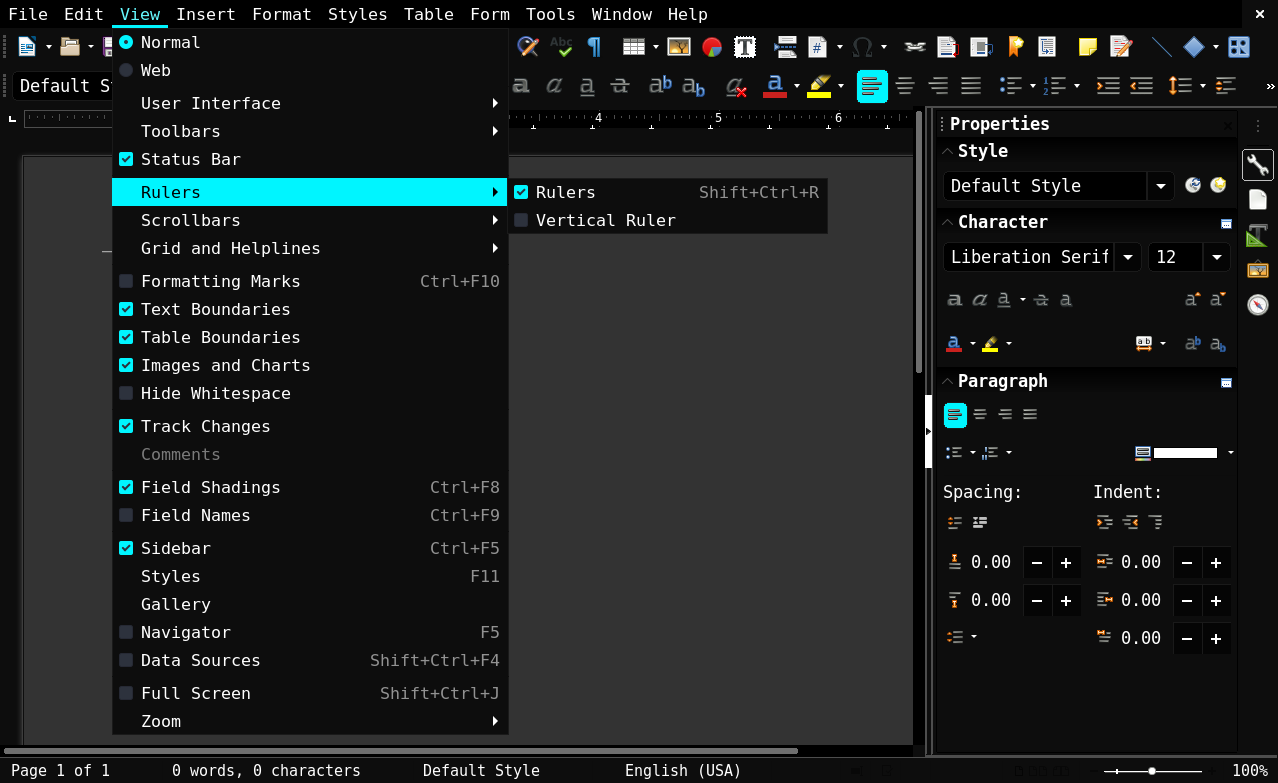 File Edit View Insert Format Styles Table Form Tools Window Help
Normal
Web
User Interface
Toolbars
Status Bar
Rulers
Scrollbars
Grid and Helplines
Formatting Marks Ctrl+F10
Text Boundaries
Table Boundaries
Images and Charts
Hide Whitespace
Track Changes
Comments
Field Shadings Ctrl+F8
Field Names Ctrl+F9
Sidebar Ctrl+F5
Styles F11
Gallery
Navigator F5
Data Sources Shift+Ctrl+F4
Full Screen Shift+Ctrl+J
Zoom
Rulers Shift+Ctrl+R
Vertical Ruler
Default St
4 5 6
Properties
Style
Default Style
Character
Liberation Serif 12
Paragraph
Spacing: Indent:
0.00 0.00
0.00 0.00
0.00
Page 1 of 1 0 words, 0 characters Default Style English (USA) 100%